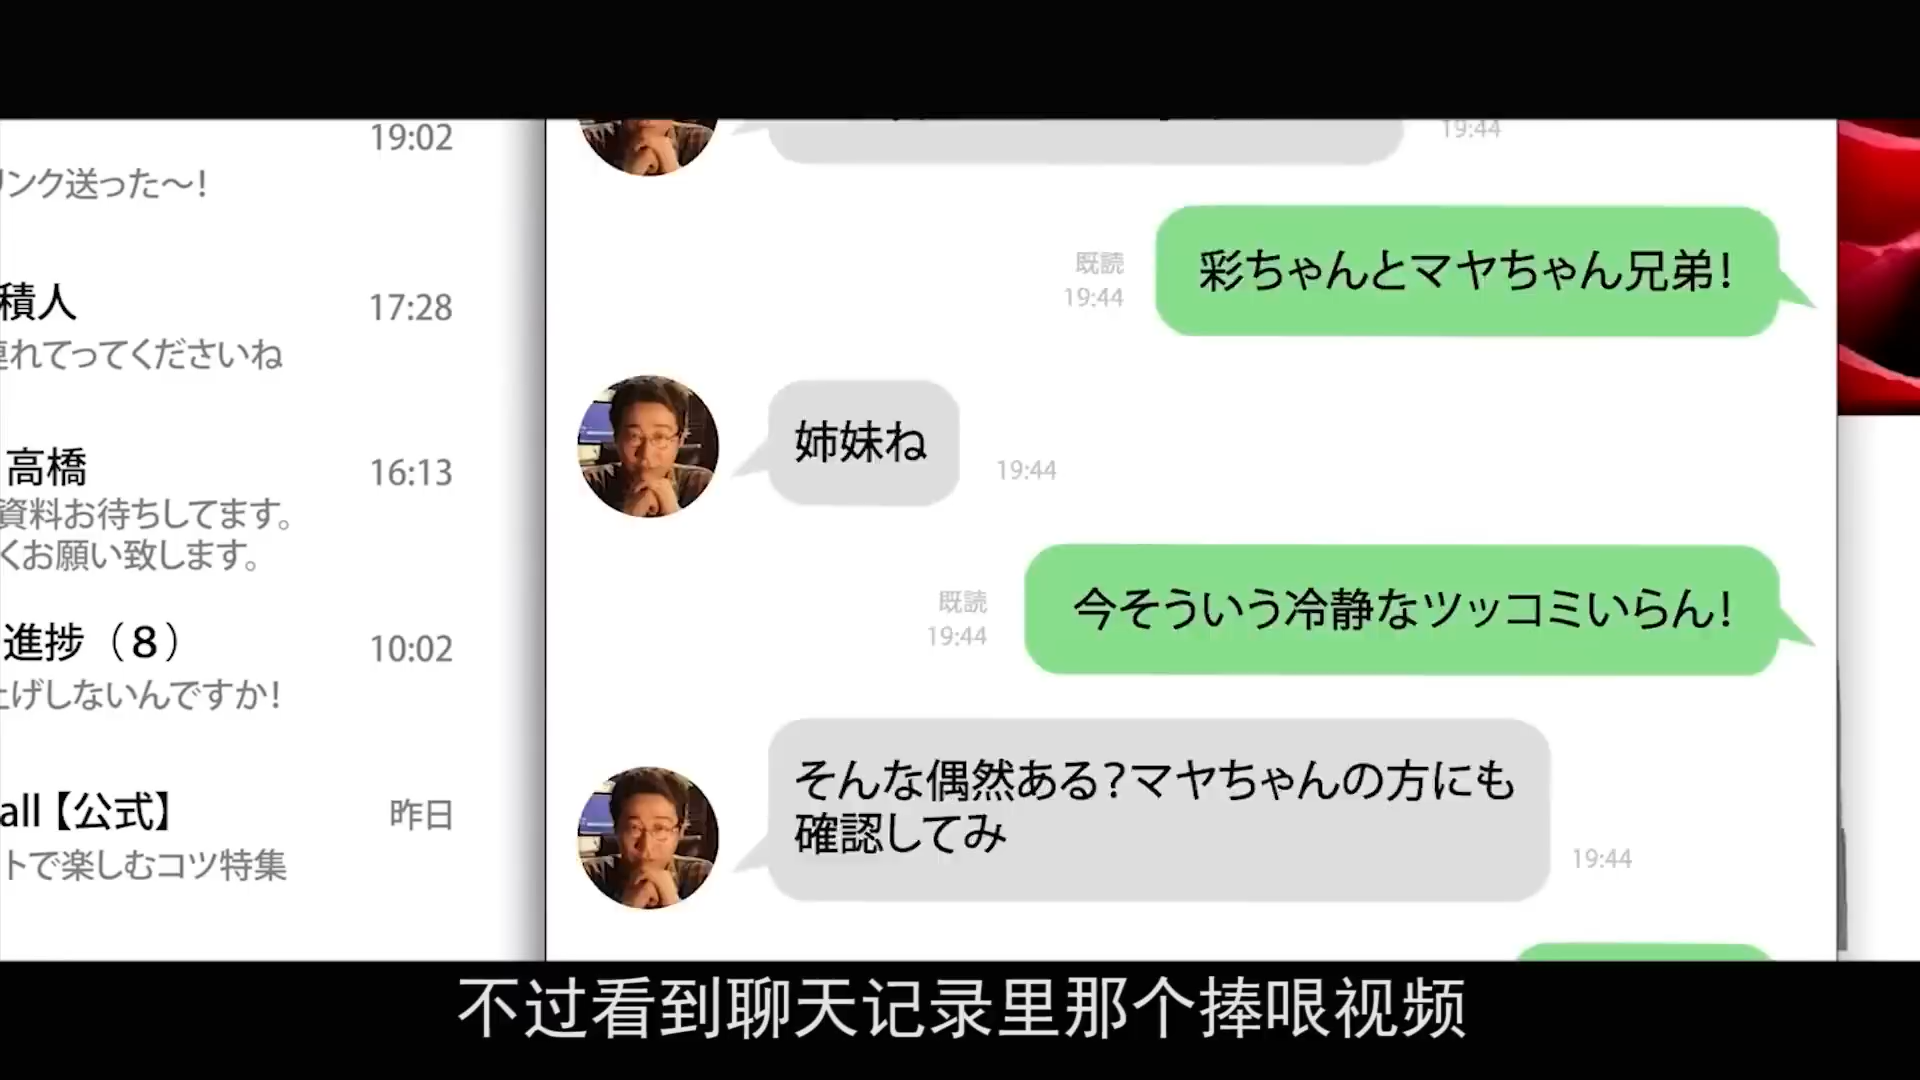 19:02
ンク送った〜！
積人
17:28
れてってくださいね
高橋
16:13
資料お待ちしてます。
くお願い致します。
進捗（8）
10:02
げしないんですか！
all【公式】
昨日
トで楽しむコツ特集
19:44
彩ちゃんとマヤちゃん兄弟！
既読
19:44
姉妹ね
19:44
今そういう冷静なツッコミいらん！
既読
19:44
そんな偶然ある？マヤちゃんの方にも
確認してみ
19:44
不过看到聊天记录里那个捧哏视频